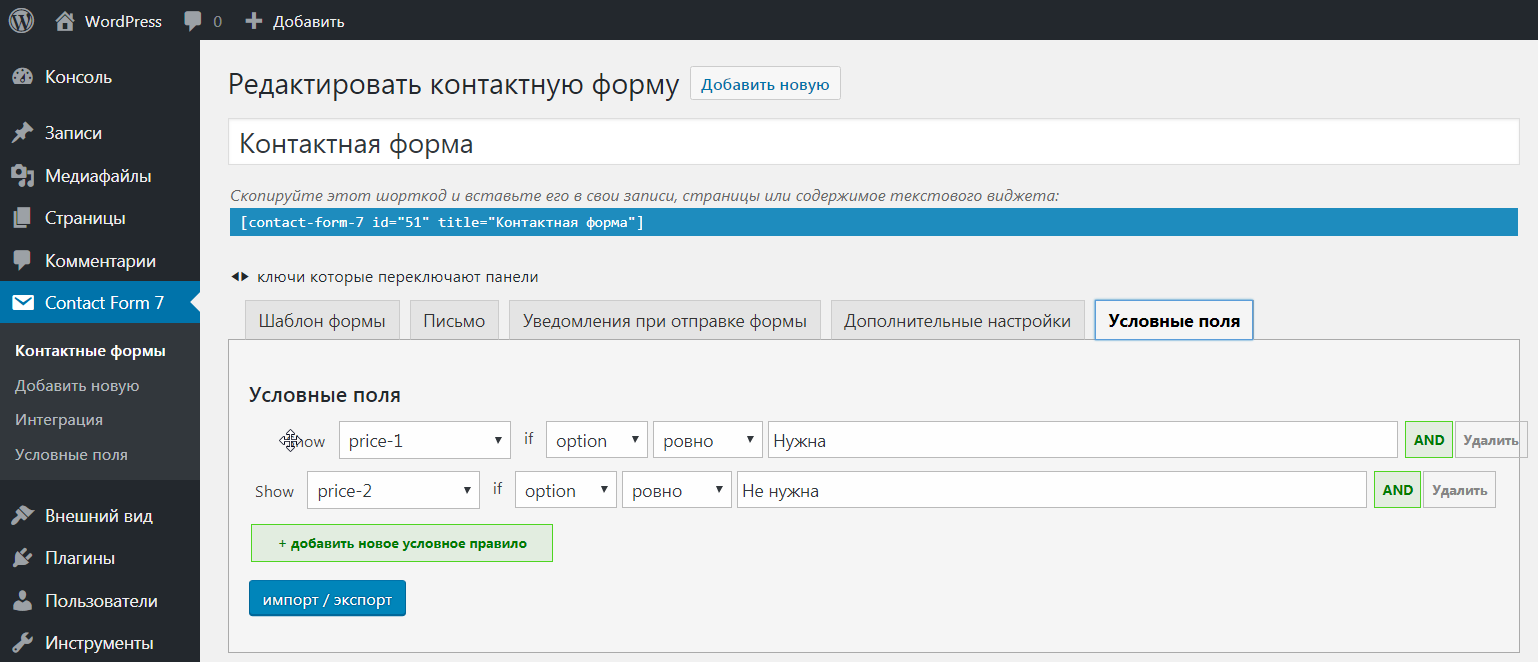 WordPress 0 Добавить
Консоль
Записи
Медиафайлы
Страницы
Комментарии
Contact Form 7
Контактные формы
Добавить новую
Интеграция
Условные поля
Внешний вид
Плагины
Пользователи
Инструменты
Редактировать контактную форму Добавить новую
Контактная форма
Скопируйте этот шорткод и вставьте его в свои записи, страницы или содержимое текстового виджета:
[contact-form-7 id="51" title="Контактная форма"]
ключи которые переключают панели
Шаблон формы Письмо Уведомления при отправке формы Дополнительные настройки Условные поля
Условные поля
Show price-1 if option ровно Нужна AND Удалить
Show price-2 if option ровно Не нужна AND Удалить
+ добавить новое условное правило
импорт / экспорт